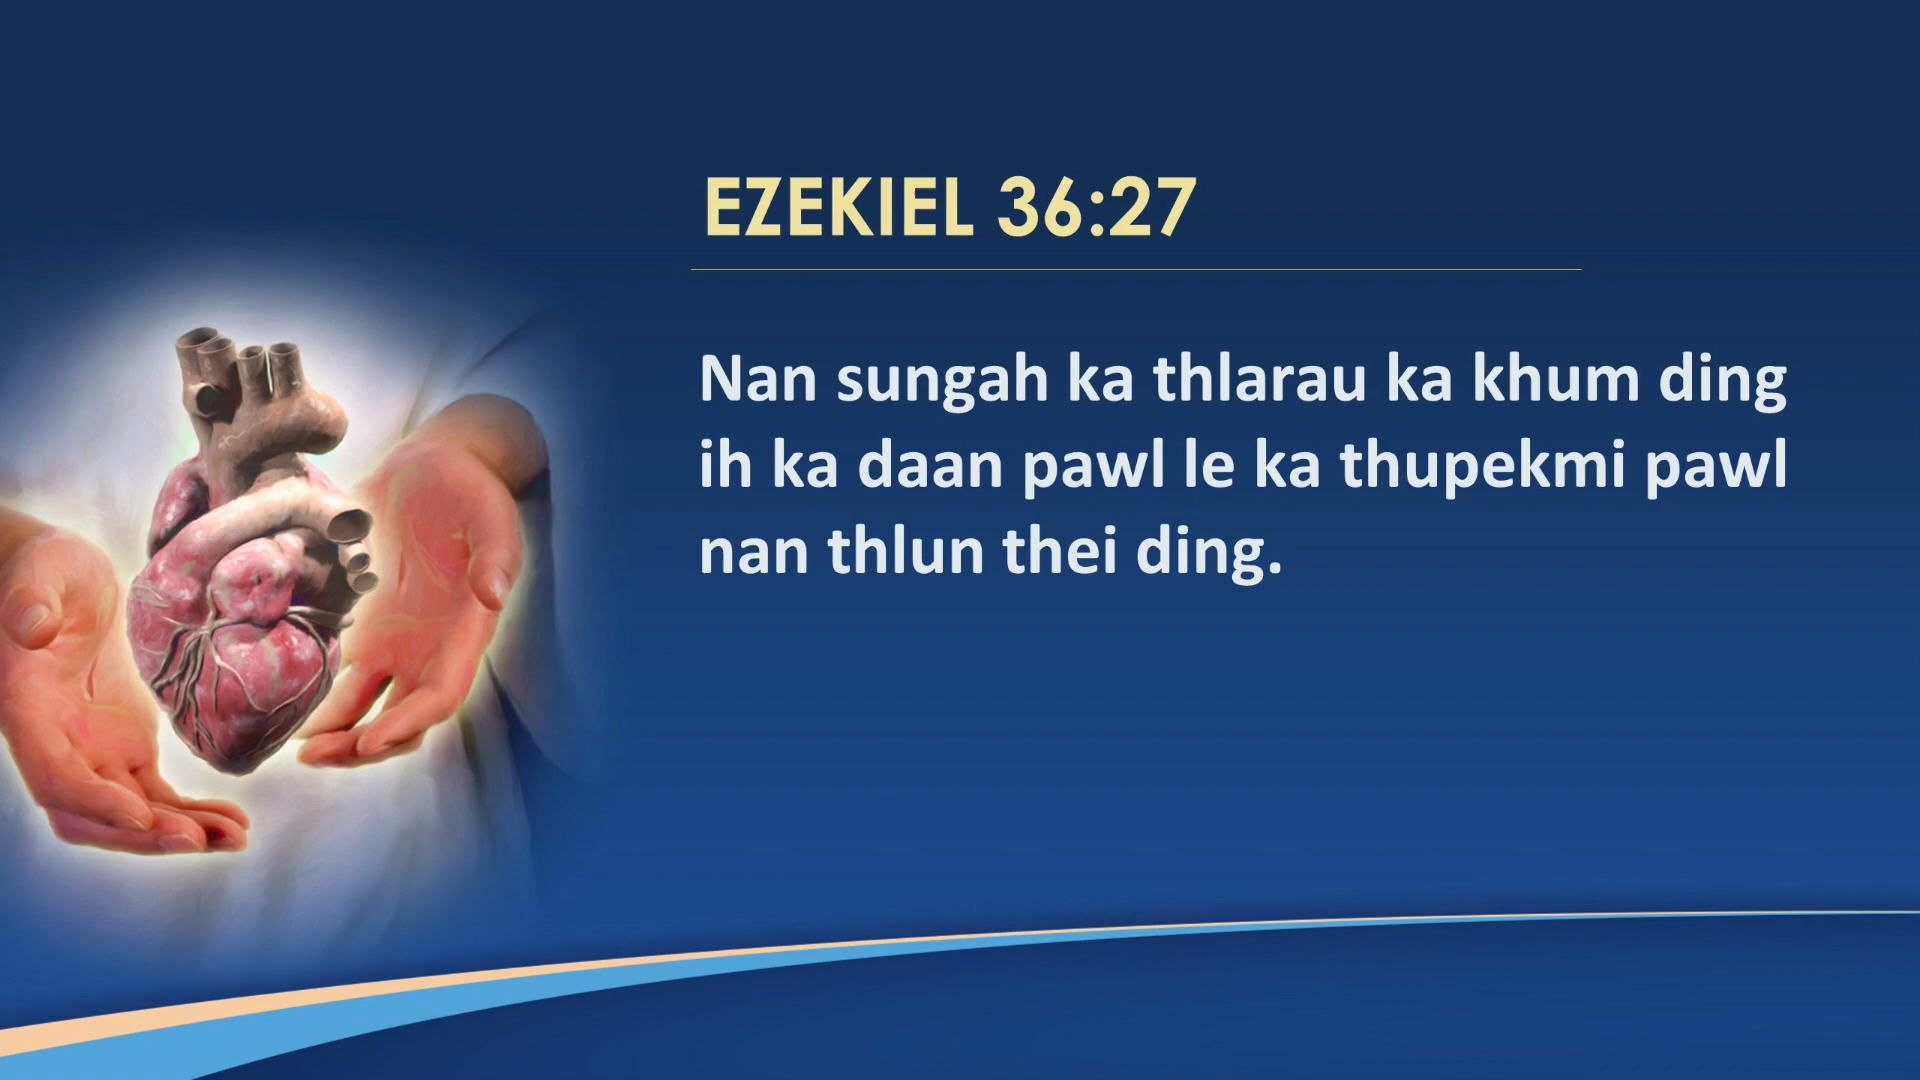 EZEKIEL 36:27
Nan sungah ka thlarau ka khum ding
ih ka daan pawl le ka thupekmi pawl
nan thlun thei ding.